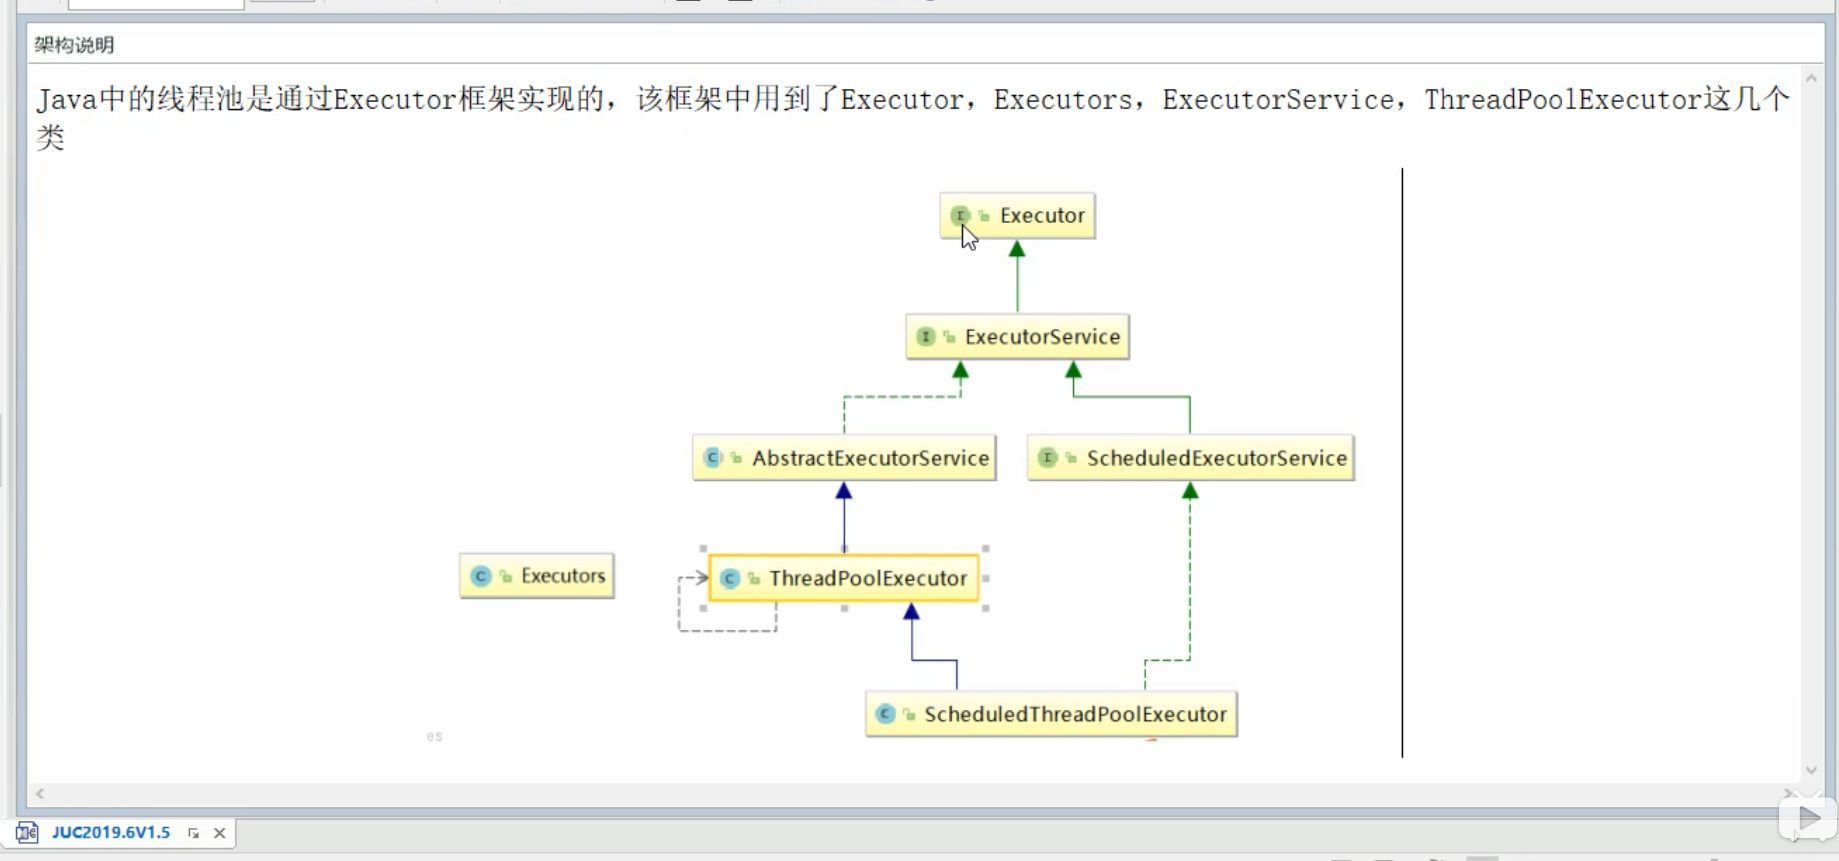 架构说明
Java中的线程池是通过Executor框架实现的，该框架中用到了Executor，Executors，ExecutorService，ThreadPoolExecutor这几个
类
I Executor
I ExecutorService
C AbstractExecutorService
I ScheduledExecutorService
C Executors
C ThreadPoolExecutor
C ScheduledThreadPoolExecutor
es
JUC2019.6V1.5